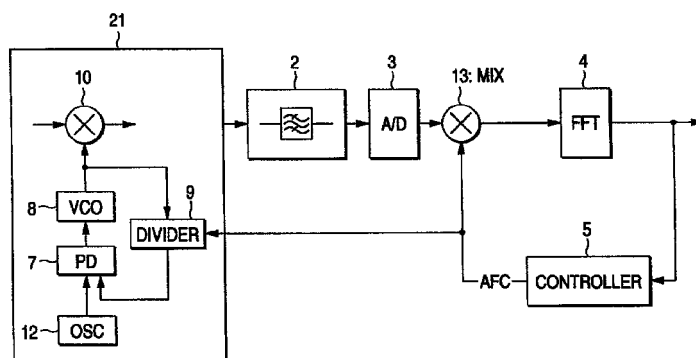 21
10
2
3
13: MIX
4
A/D
FFT
8
VCO
9
DIVIDER
7
PD
5
AFC
CONTROLLER
12
OSC